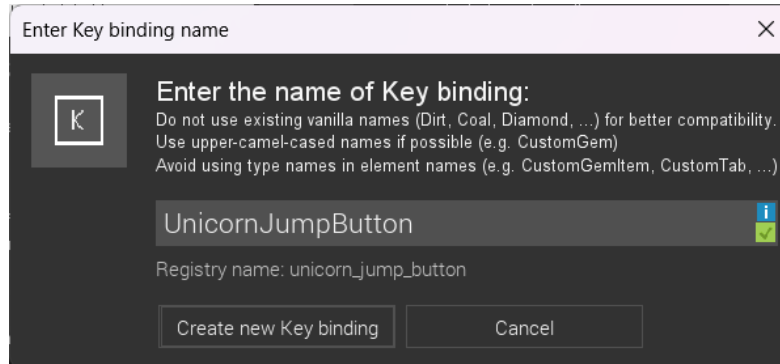 Enter Key binding name
K
Enter the name of Key binding:
Do not use existing vanilla names (Dirt, Coal, Diamond, ...) for better compatibility.
Use upper-camel-cased names if possible (e.g. CustomGem)
Avoid using type names in element names (e.g. CustomGemItem, CustomTab, ...)
UnicornJumpButton
i
Registry name: unicorn_jump_button
Create new Key binding
Cancel